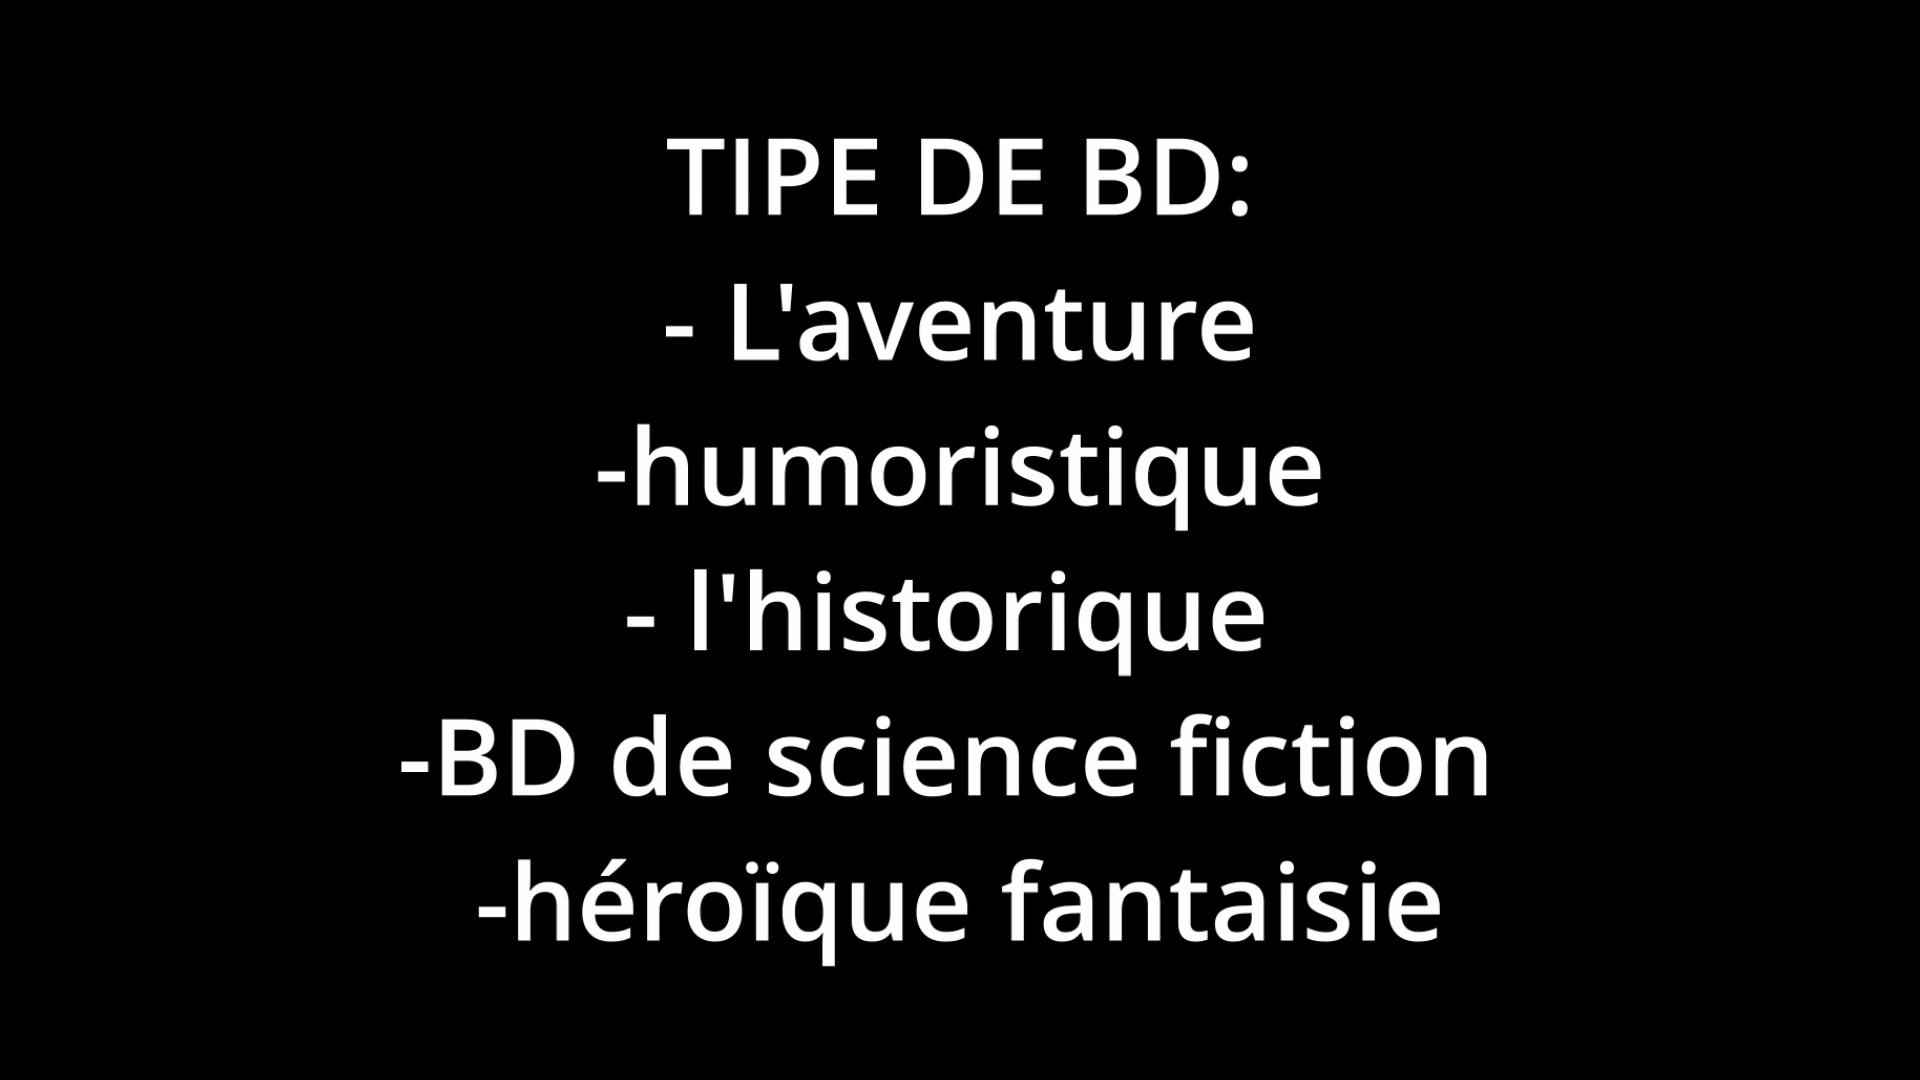 TIPE DE BD:
- L'aventure
-humoristique
- l'historique
-BD de science fiction
-héroïque fantaisie